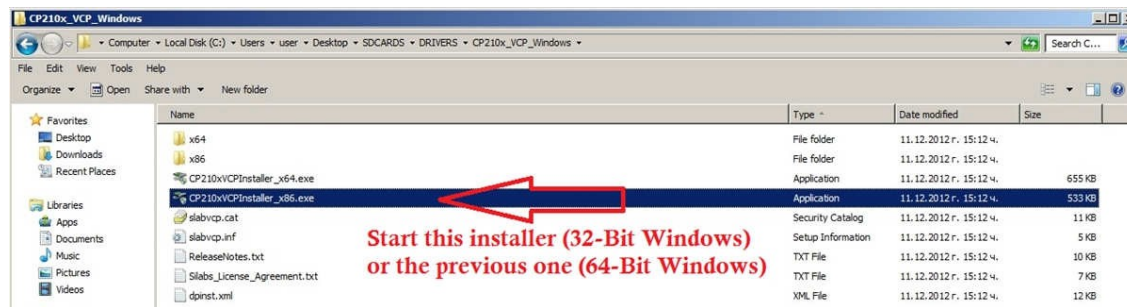 CP210x_VCP_Windows
Computer Local Disk (C:) Users user Desktop SDCARDS DRIVERS CP210x_VCP_Windows Search C...
File Edit View Tools Help
Organize Open Share with New folder
Favorites
Desktop
Downloads
Recent Places
Libraries
Apps
Documents
Music
Pictures
Videos
Name Type Date modified Size
x64 File folder 11.12.2012 г. 15:12 ч.
x86 File folder 11.12.2012 г. 15:12 ч.
CP210xVCPInstaller_x64.exe Application 11.12.2012 г. 15:12 ч. 655 KB
CP210xVCPInstaller_x86.exe Application 11.12.2012 г. 15:12 ч. 533 KB
slabvcp.cat Security Catalog 11.12.2012 г. 15:12 ч. 11 KB
slabvcp.inf Setup Information 11.12.2012 г. 15:12 ч. 5 KB
ReleaseNotes.txt TXT File 11.12.2012 г. 15:12 ч. 10 KB
Silabs_License_Agreement.txt TXT File 11.12.2012 г. 15:12 ч. 7 KB
dpinst.xml XML File 11.12.2012 г. 15:12 ч. 12 KB
Start this installer (32-Bit Windows)
or the previous one (64-Bit Windows)